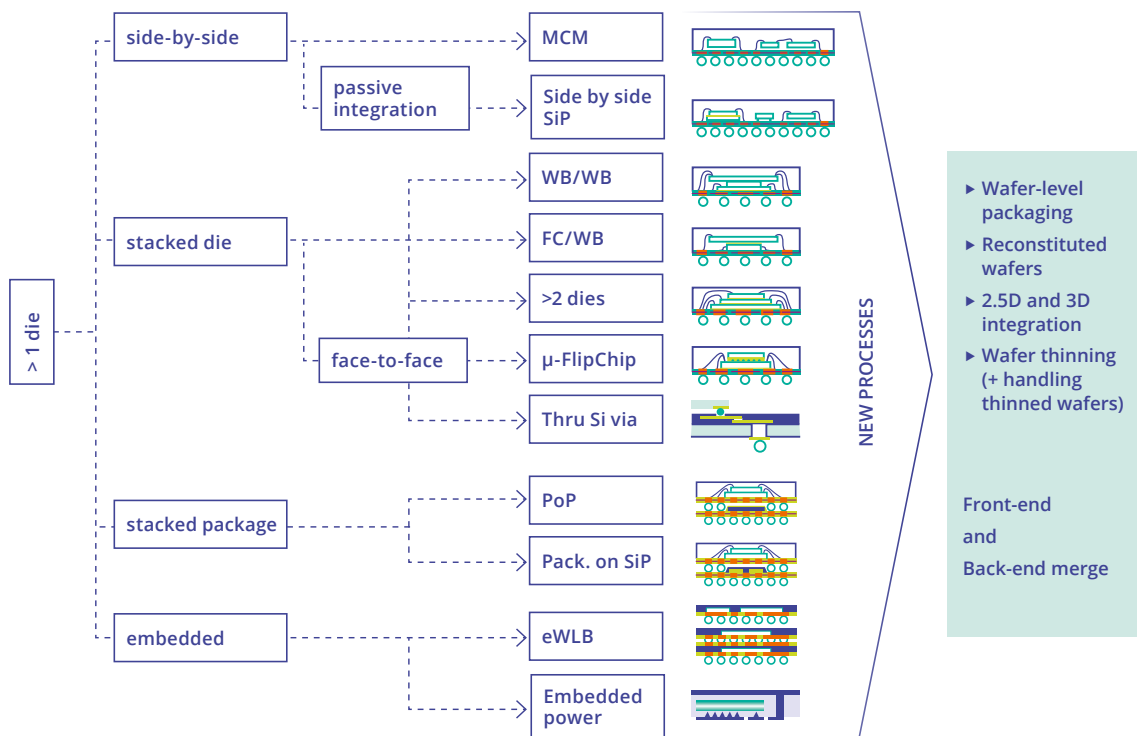 side-by-side
MCM
passive
integration
Side by side
SiP
WB/WB
stacked die
FC/WB
> 1 die
>2 dies
face-to-face
μ-FlipChip
Thru Si via
stacked package
PoP
Pack. on SiP
embedded
eWLB
Embedded
power
NEW PROCESSES
▸ Wafer-level
packaging
▸ Reconstituted
wafers
▸ 2.5D and 3D
integration
▸ Wafer thinning
(+ handling
thinned wafers)
Front-end
and
Back-end merge